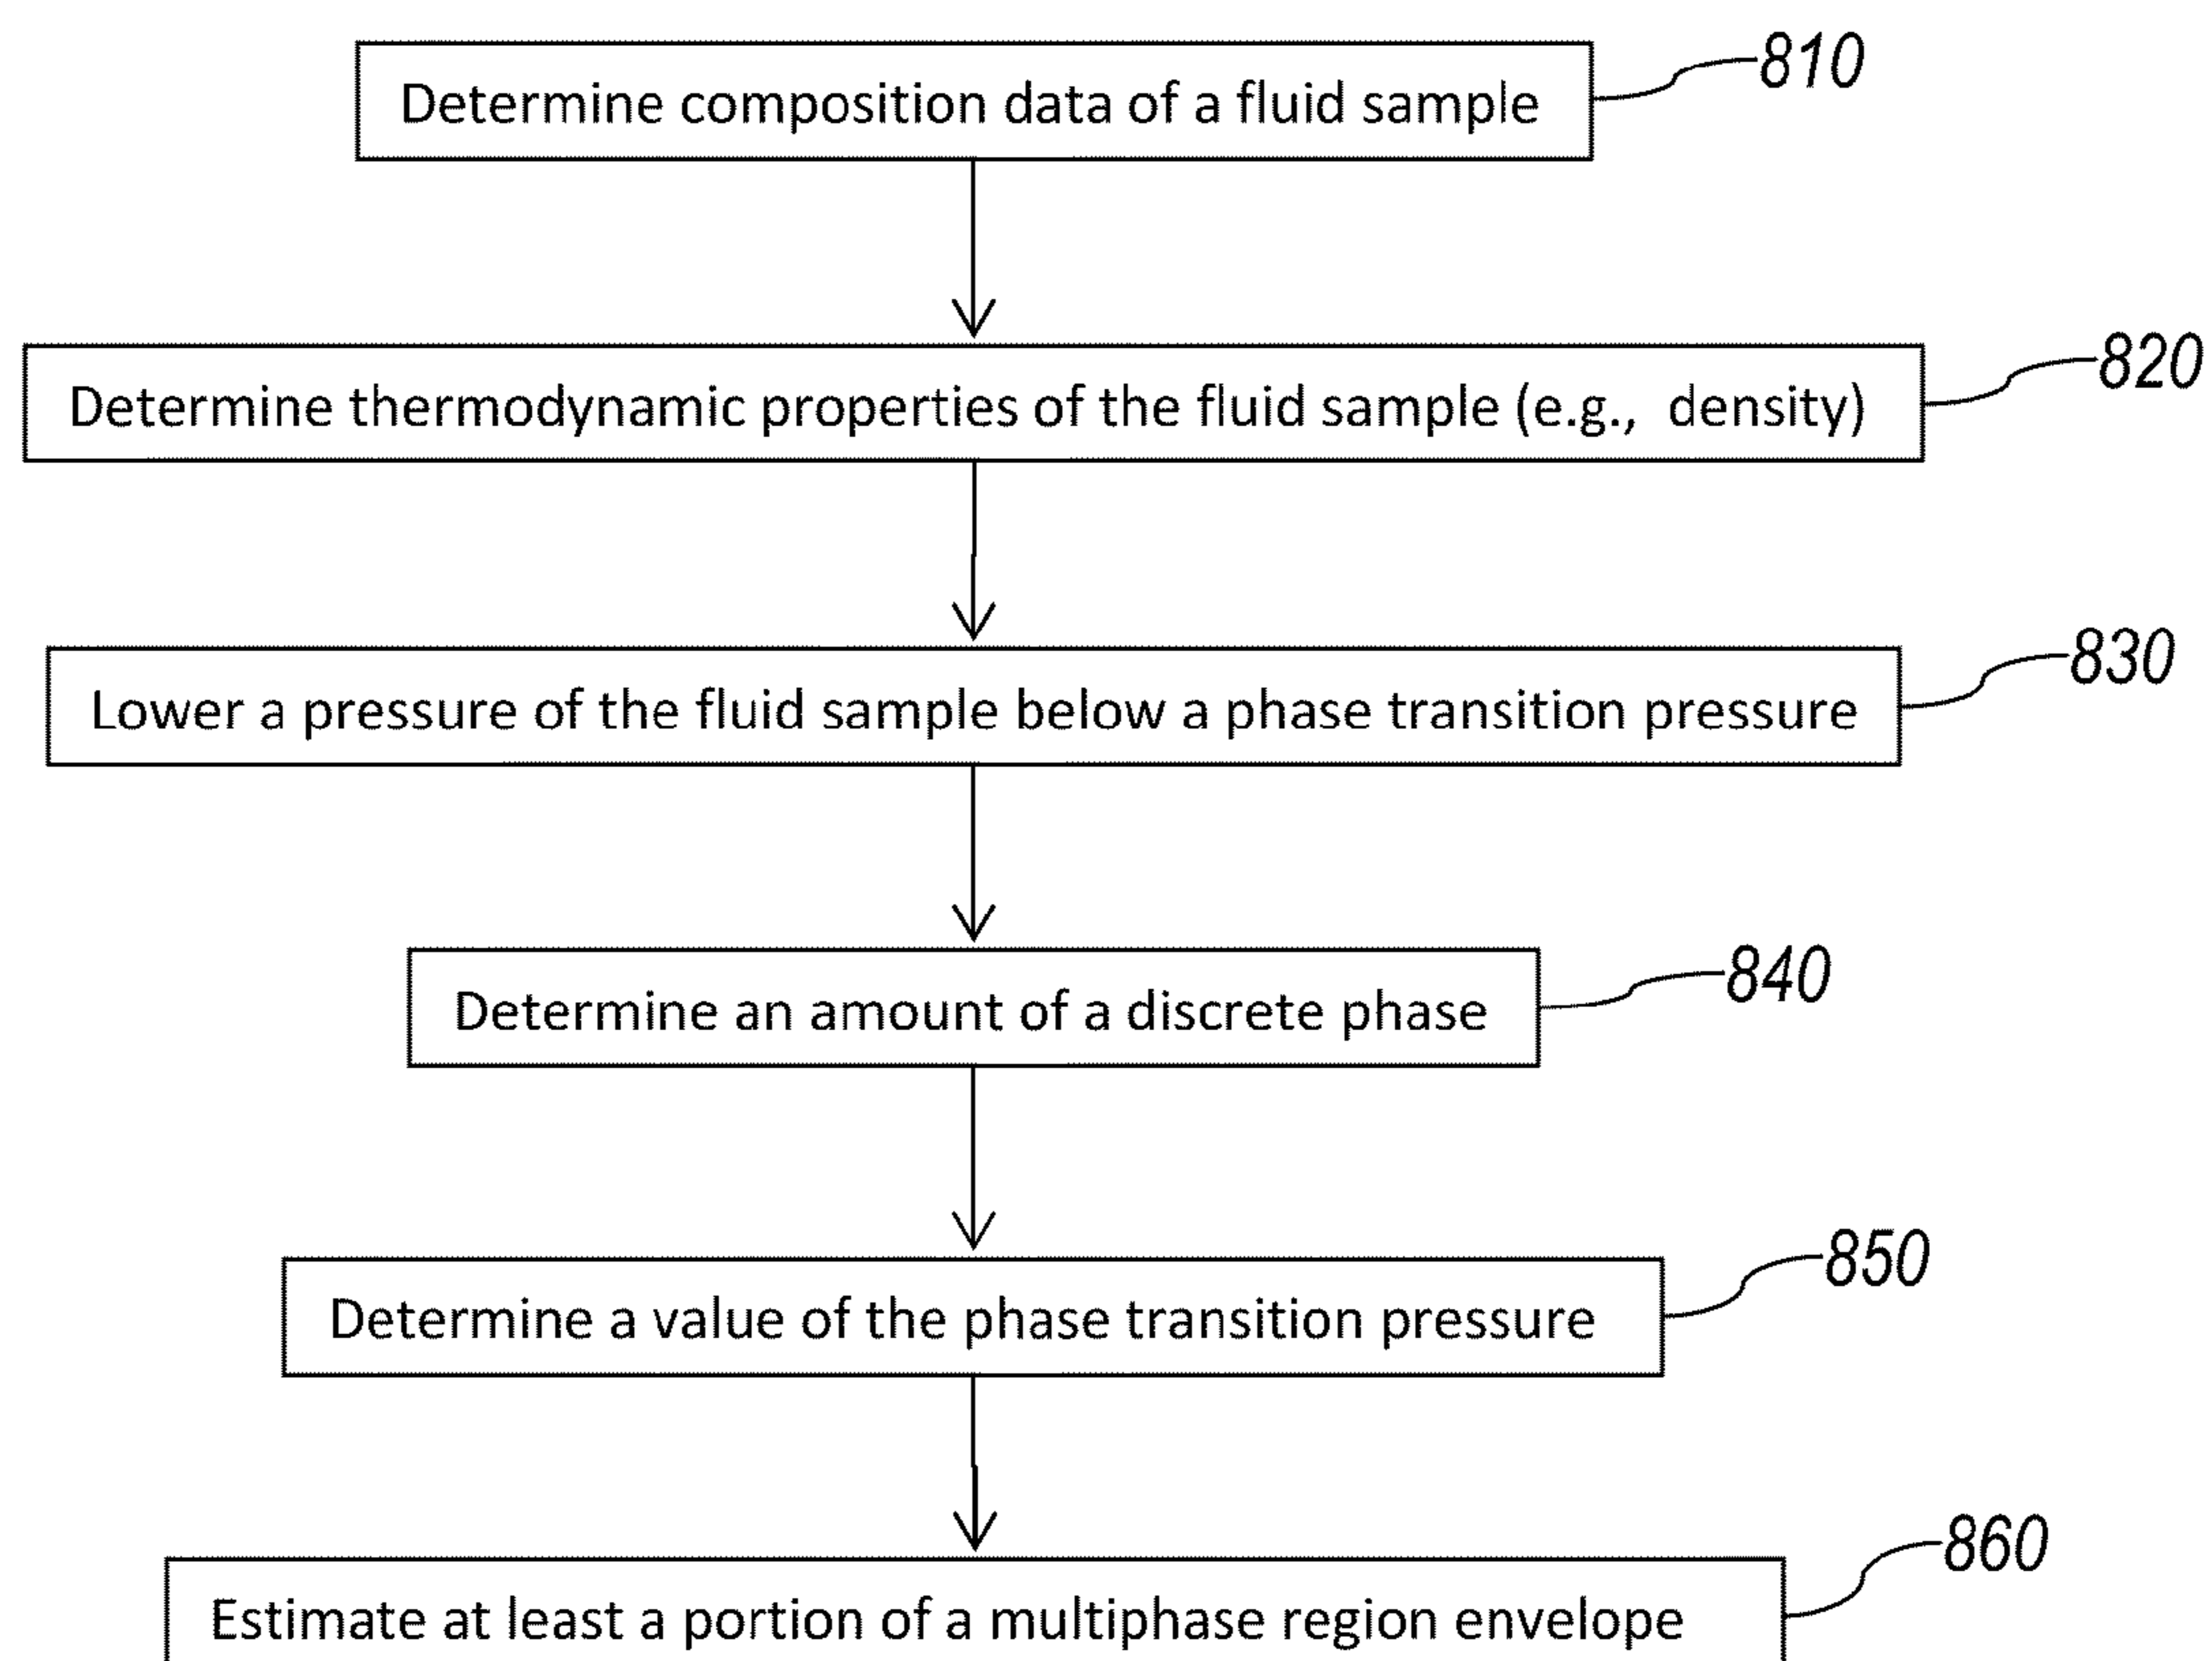 810
Determine composition data of a fluid sample
820
Determine thermodynamic properties of the fluid sample (e.g., density)
830
Lower a pressure of the fluid sample below a phase transition pressure
840
Determine an amount of a discrete phase
850
Determine a value of the phase transition pressure
860
Estimate at least a portion of a multiphase region envelope